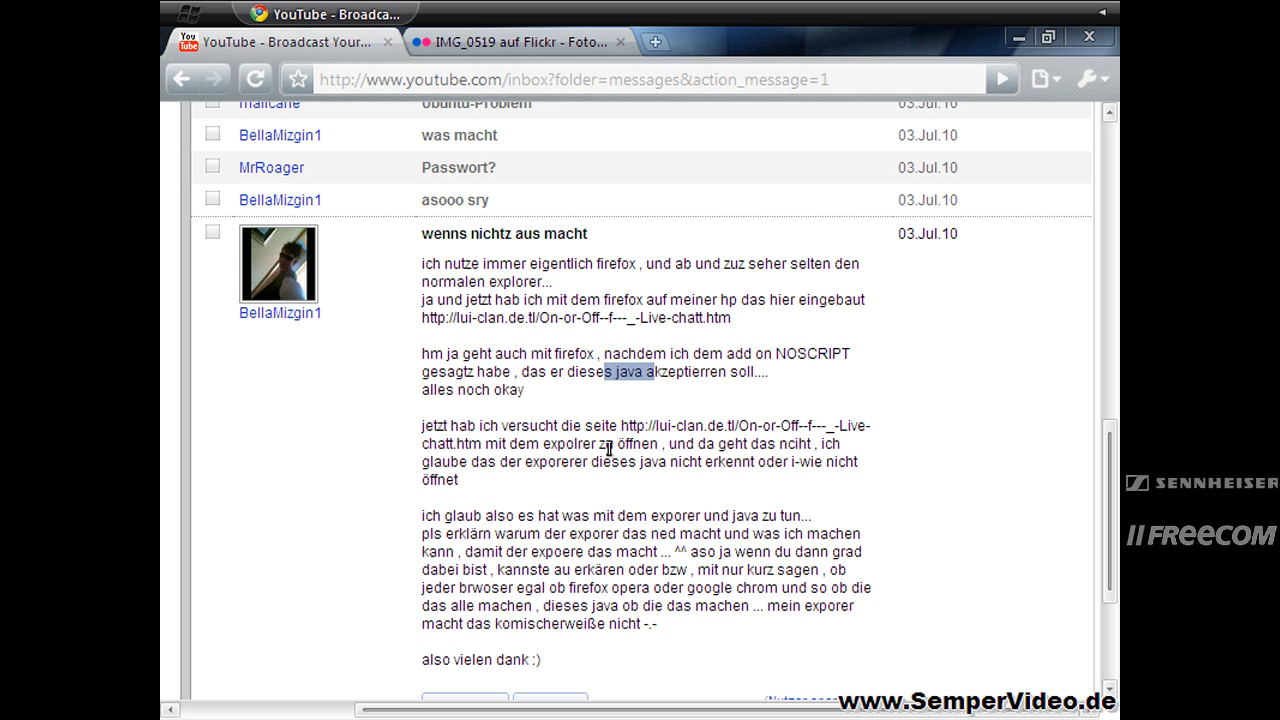 YouTube - Broadca...
YouTube - Broadcast Your...
IMG_0519 auf Flickr - Foto...
http://www.youtube.com/inbox?folder=messages&action_message=1
mailcane Ubuntu-Problem 03.Jul.10
BellaMizgin1 was macht 03.Jul.10
MrRoager Passwort? 03.Jul.10
BellaMizgin1 asooo sry 03.Jul.10
wenns nichtz aus macht 03.Jul.10
BellaMizgin1
ich nutze immer eigentlich firefox , und ab und zuz seher selten den
normalen explorer...
ja und jetzt hab ich mit dem firefox auf meiner hp das hier eingebaut
http://lui-clan.de.tl/On-or-Off--f---_-Live-chatt.htm
hm ja geht auch mit firefox , nachdem ich dem add on NOSCRIPT
gesagtz habe , das er dieses java akzeptierren soll....
alles noch okay
jetzt hab ich versucht die seite http://lui-clan.de.tl/On-or-Off--f---_-Live-
chatt.htm mit dem expolrer zu öffnen , und da geht das nciht , ich
glaube das der exporerer dieses java nicht erkennt oder i-wie nicht
öffnet
ich glaub also es hat was mit dem exporer und java zu tun...
pls erklärn warum der exporer das ned macht und was ich machen
kann , damit der expoere das macht ... ^^ aso ja wenn du dann grad
dabei bist , kannste au erkären oder bzw , mit nur kurz sagen , ob
jeder brwoser egal ob firefox opera oder google chrom und so ob die
das alle machen , dieses java ob die das machen ... mein exporer
macht das komischerweiße nicht -.-
also vielen dank :)
SENNHEISER
FREECOM
www.SemperVideo.de